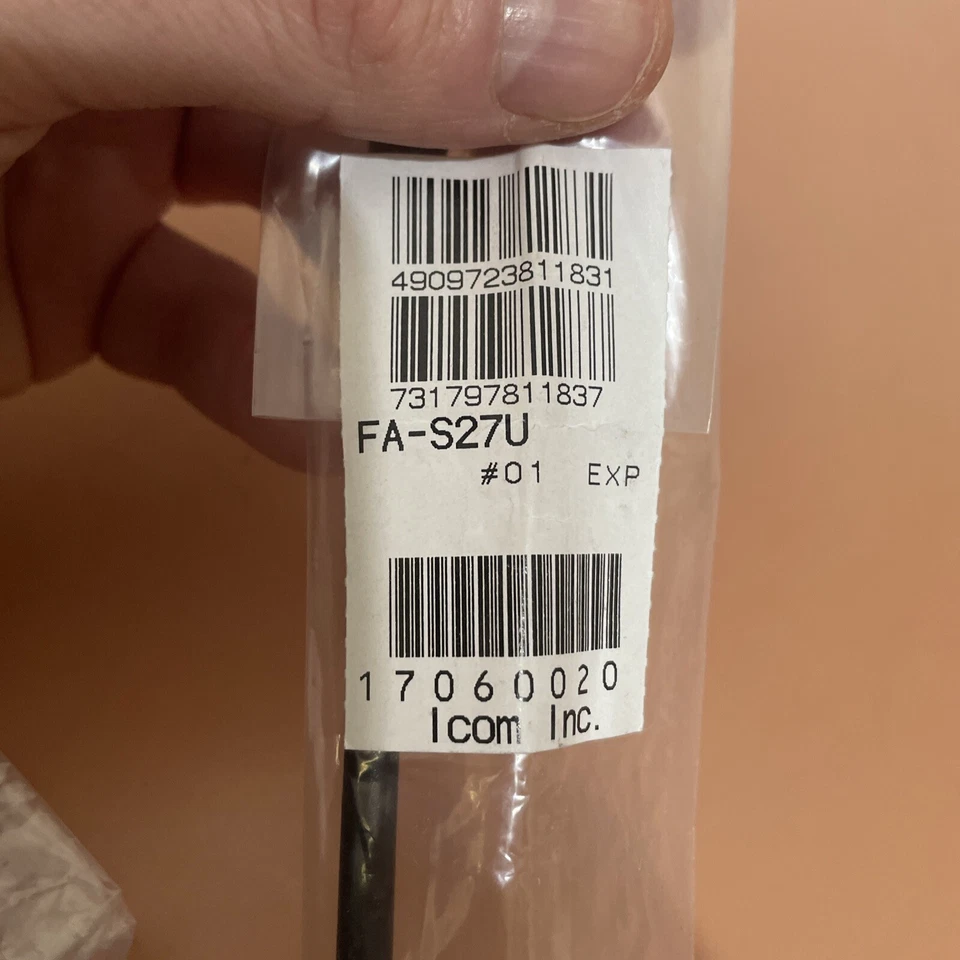 4909723811831
731797811837
FA-S27U
#01 EXP
17060020
Icom Inc.